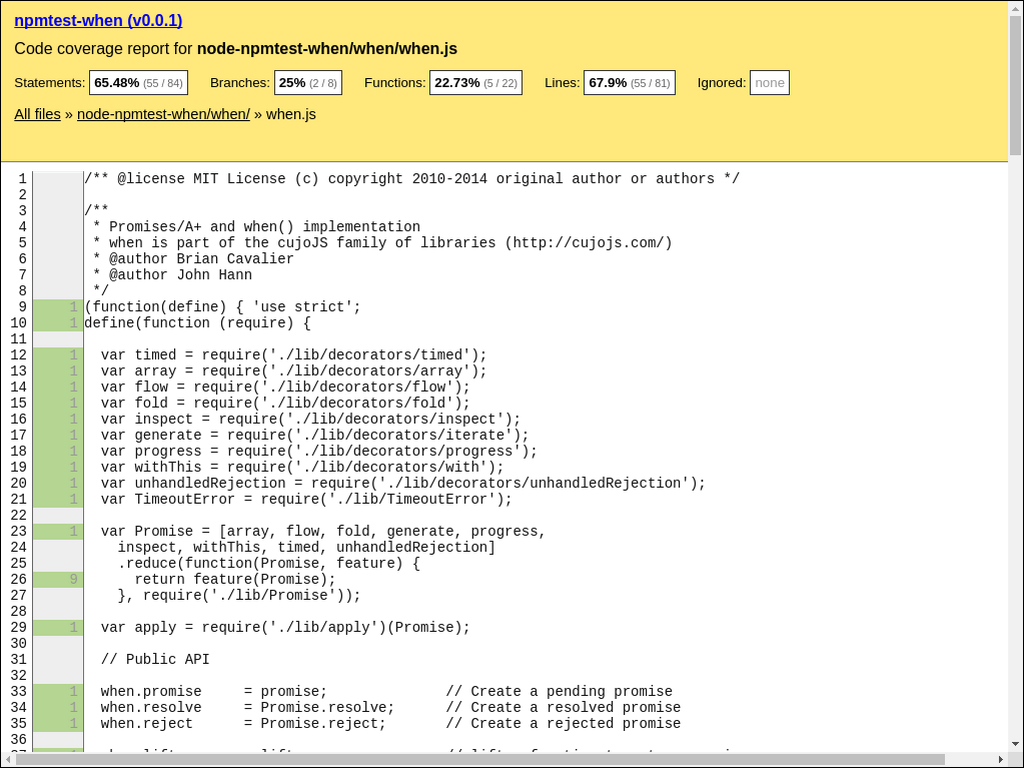 npmtest-when (v0.0.1)
Code coverage report for node-npmtest-when/when/when.js
Statements: 65.48% (55 / 84) Branches: 25% (2 / 8) Functions: 22.73% (5 / 22) Lines: 67.9% (55 / 81) Ignored: none
All files » node-npmtest-when/when/ » when.js
1 /** @license MIT License (c) copyright 2010-2014 original author or authors */
2
3 /**
4  * Promises/A+ and when() implementation
5  * when is part of the cujoJS family of libraries (http://cujojs.com/)
6  * @author Brian Cavalier
7  * @author John Hann
8  */
9 1 (function(define) { 'use strict';
10 1 define(function (require) {
11
12 1   var timed = require('./lib/decorators/timed');
13 1   var array = require('./lib/decorators/array');
14 1   var flow = require('./lib/decorators/flow');
15 1   var fold = require('./lib/decorators/fold');
16 1   var inspect = require('./lib/decorators/inspect');
17 1   var generate = require('./lib/decorators/iterate');
18 1   var progress = require('./lib/decorators/progress');
19 1   var withThis = require('./lib/decorators/with');
20 1   var unhandledRejection = require('./lib/decorators/unhandledRejection');
21 1   var TimeoutError = require('./lib/TimeoutError');
22
23 1   var Promise = [array, flow, fold, generate, progress,
24     inspect, withThis, timed, unhandledRejection]
25     .reduce(function(Promise, feature) {
26 9       return feature(Promise);
27     }, require('./lib/Promise'));
28
29 1   var apply = require('./lib/apply')(Promise);
30
31   // Public API
32
33 1   when.promise     = promise;              // Create a pending promise
34 1   when.resolve     = Promise.resolve;      // Create a resolved promise
35 1   when.reject      = Promise.reject;       // Create a rejected promise
36